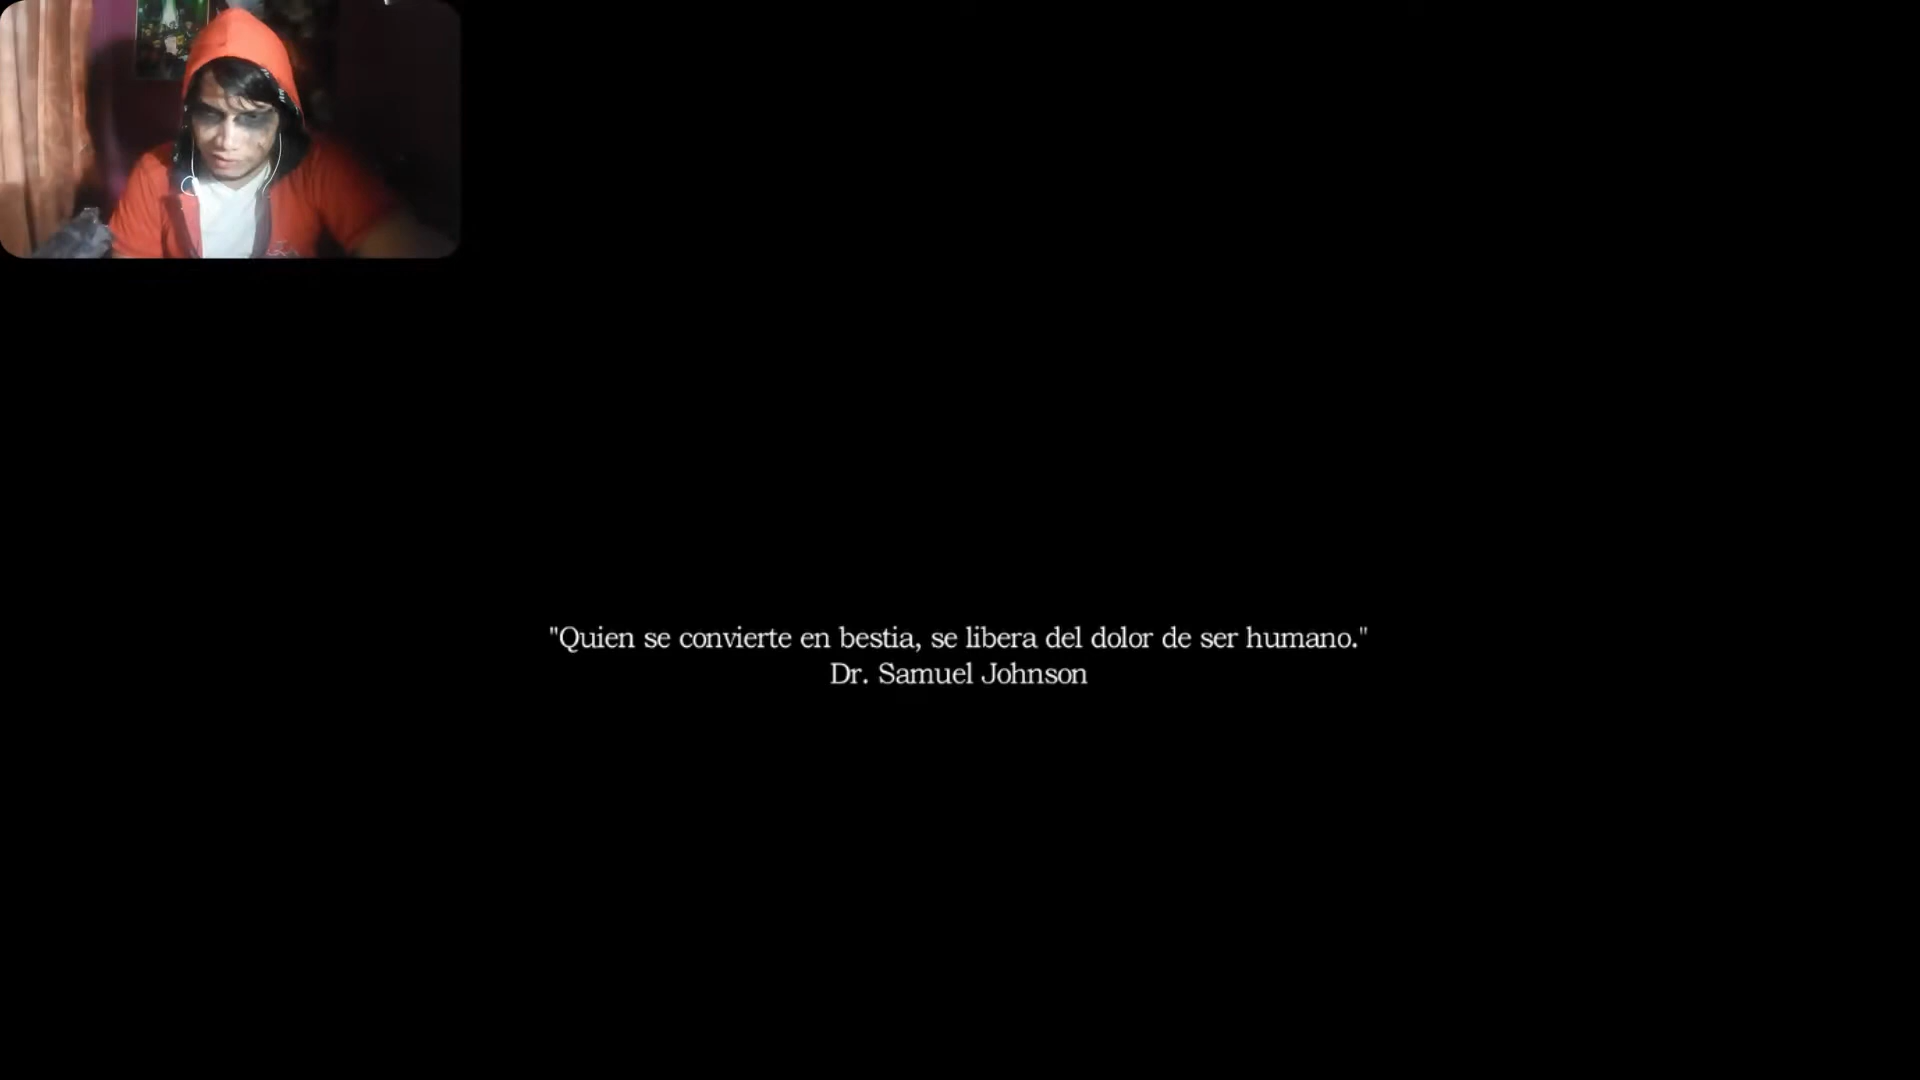 "Quien se convierte en bestia, se libera del dolor de ser humano."
Dr. Samuel Johnson